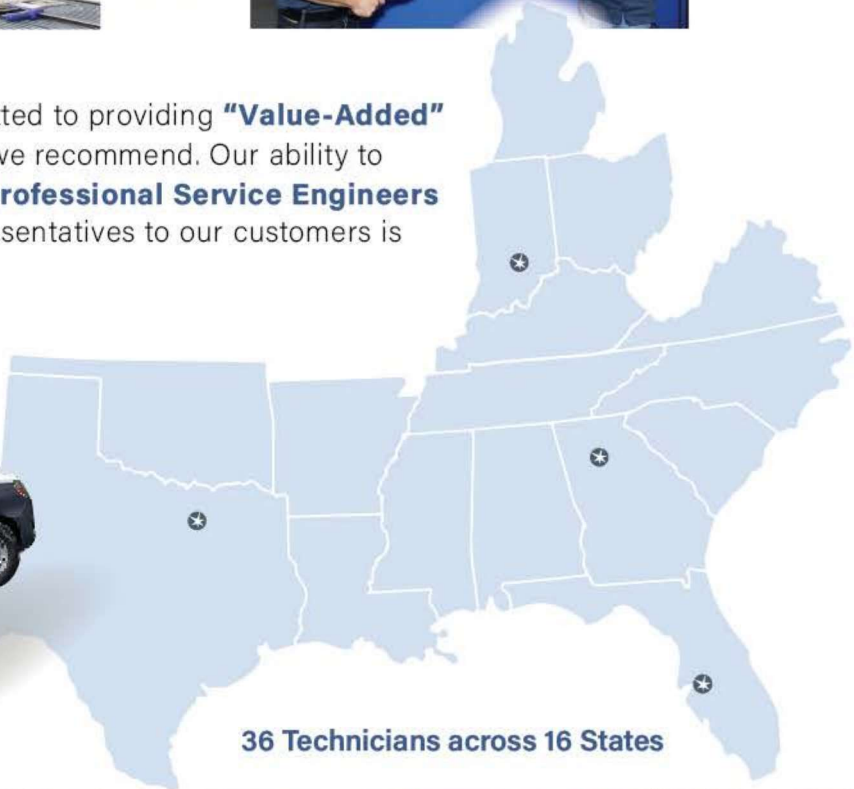 ted to providing “Value-Added”
ve recommend. Our ability to
rofessional Service Engineers
sentatives to our customers is
36 Technicians across 16 States